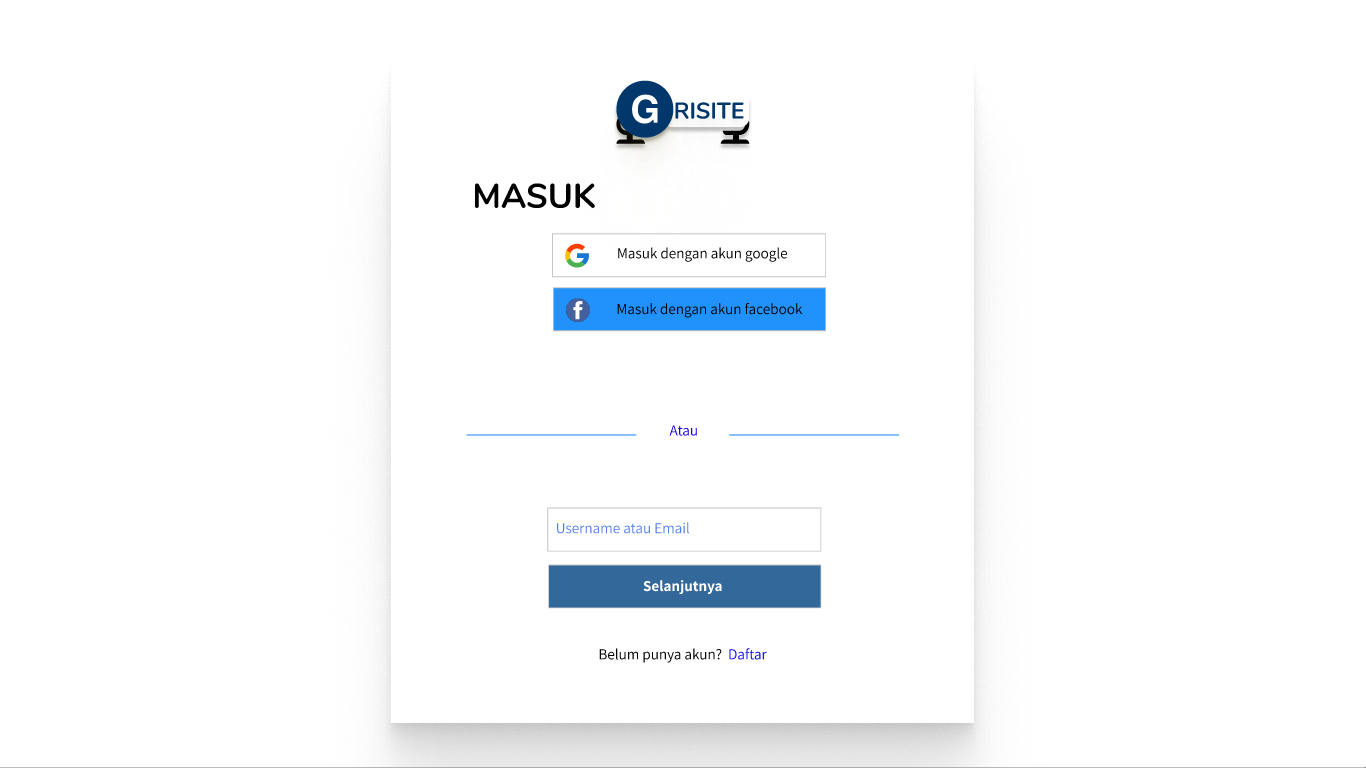 GRISITE
MASUK
Masuk dengan akun google
Masuk dengan akun facebook
Atau
Username atau Email
Selanjutnya
Belum punya akun? Daftar